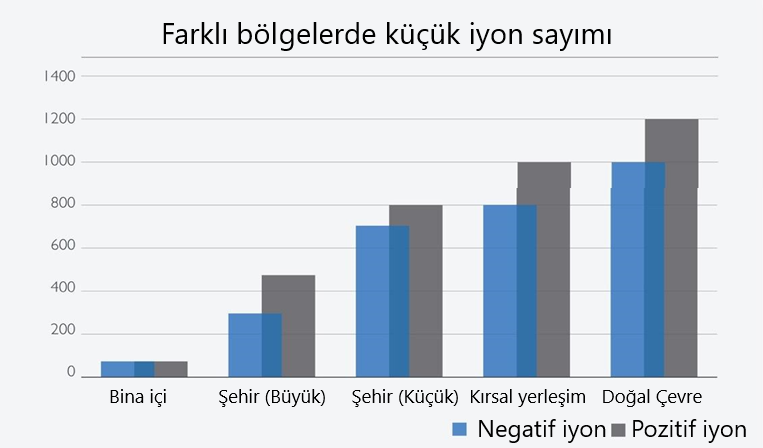 Farklı bölgelerde küçük iyon sayımı
1400
1200
1000
800
600
400
200
0
Bina içi Şehir (Büyük) Şehir (Küçük) Kırsal yerleşim Doğal Çevre
Negatif iyon Pozitif iyon